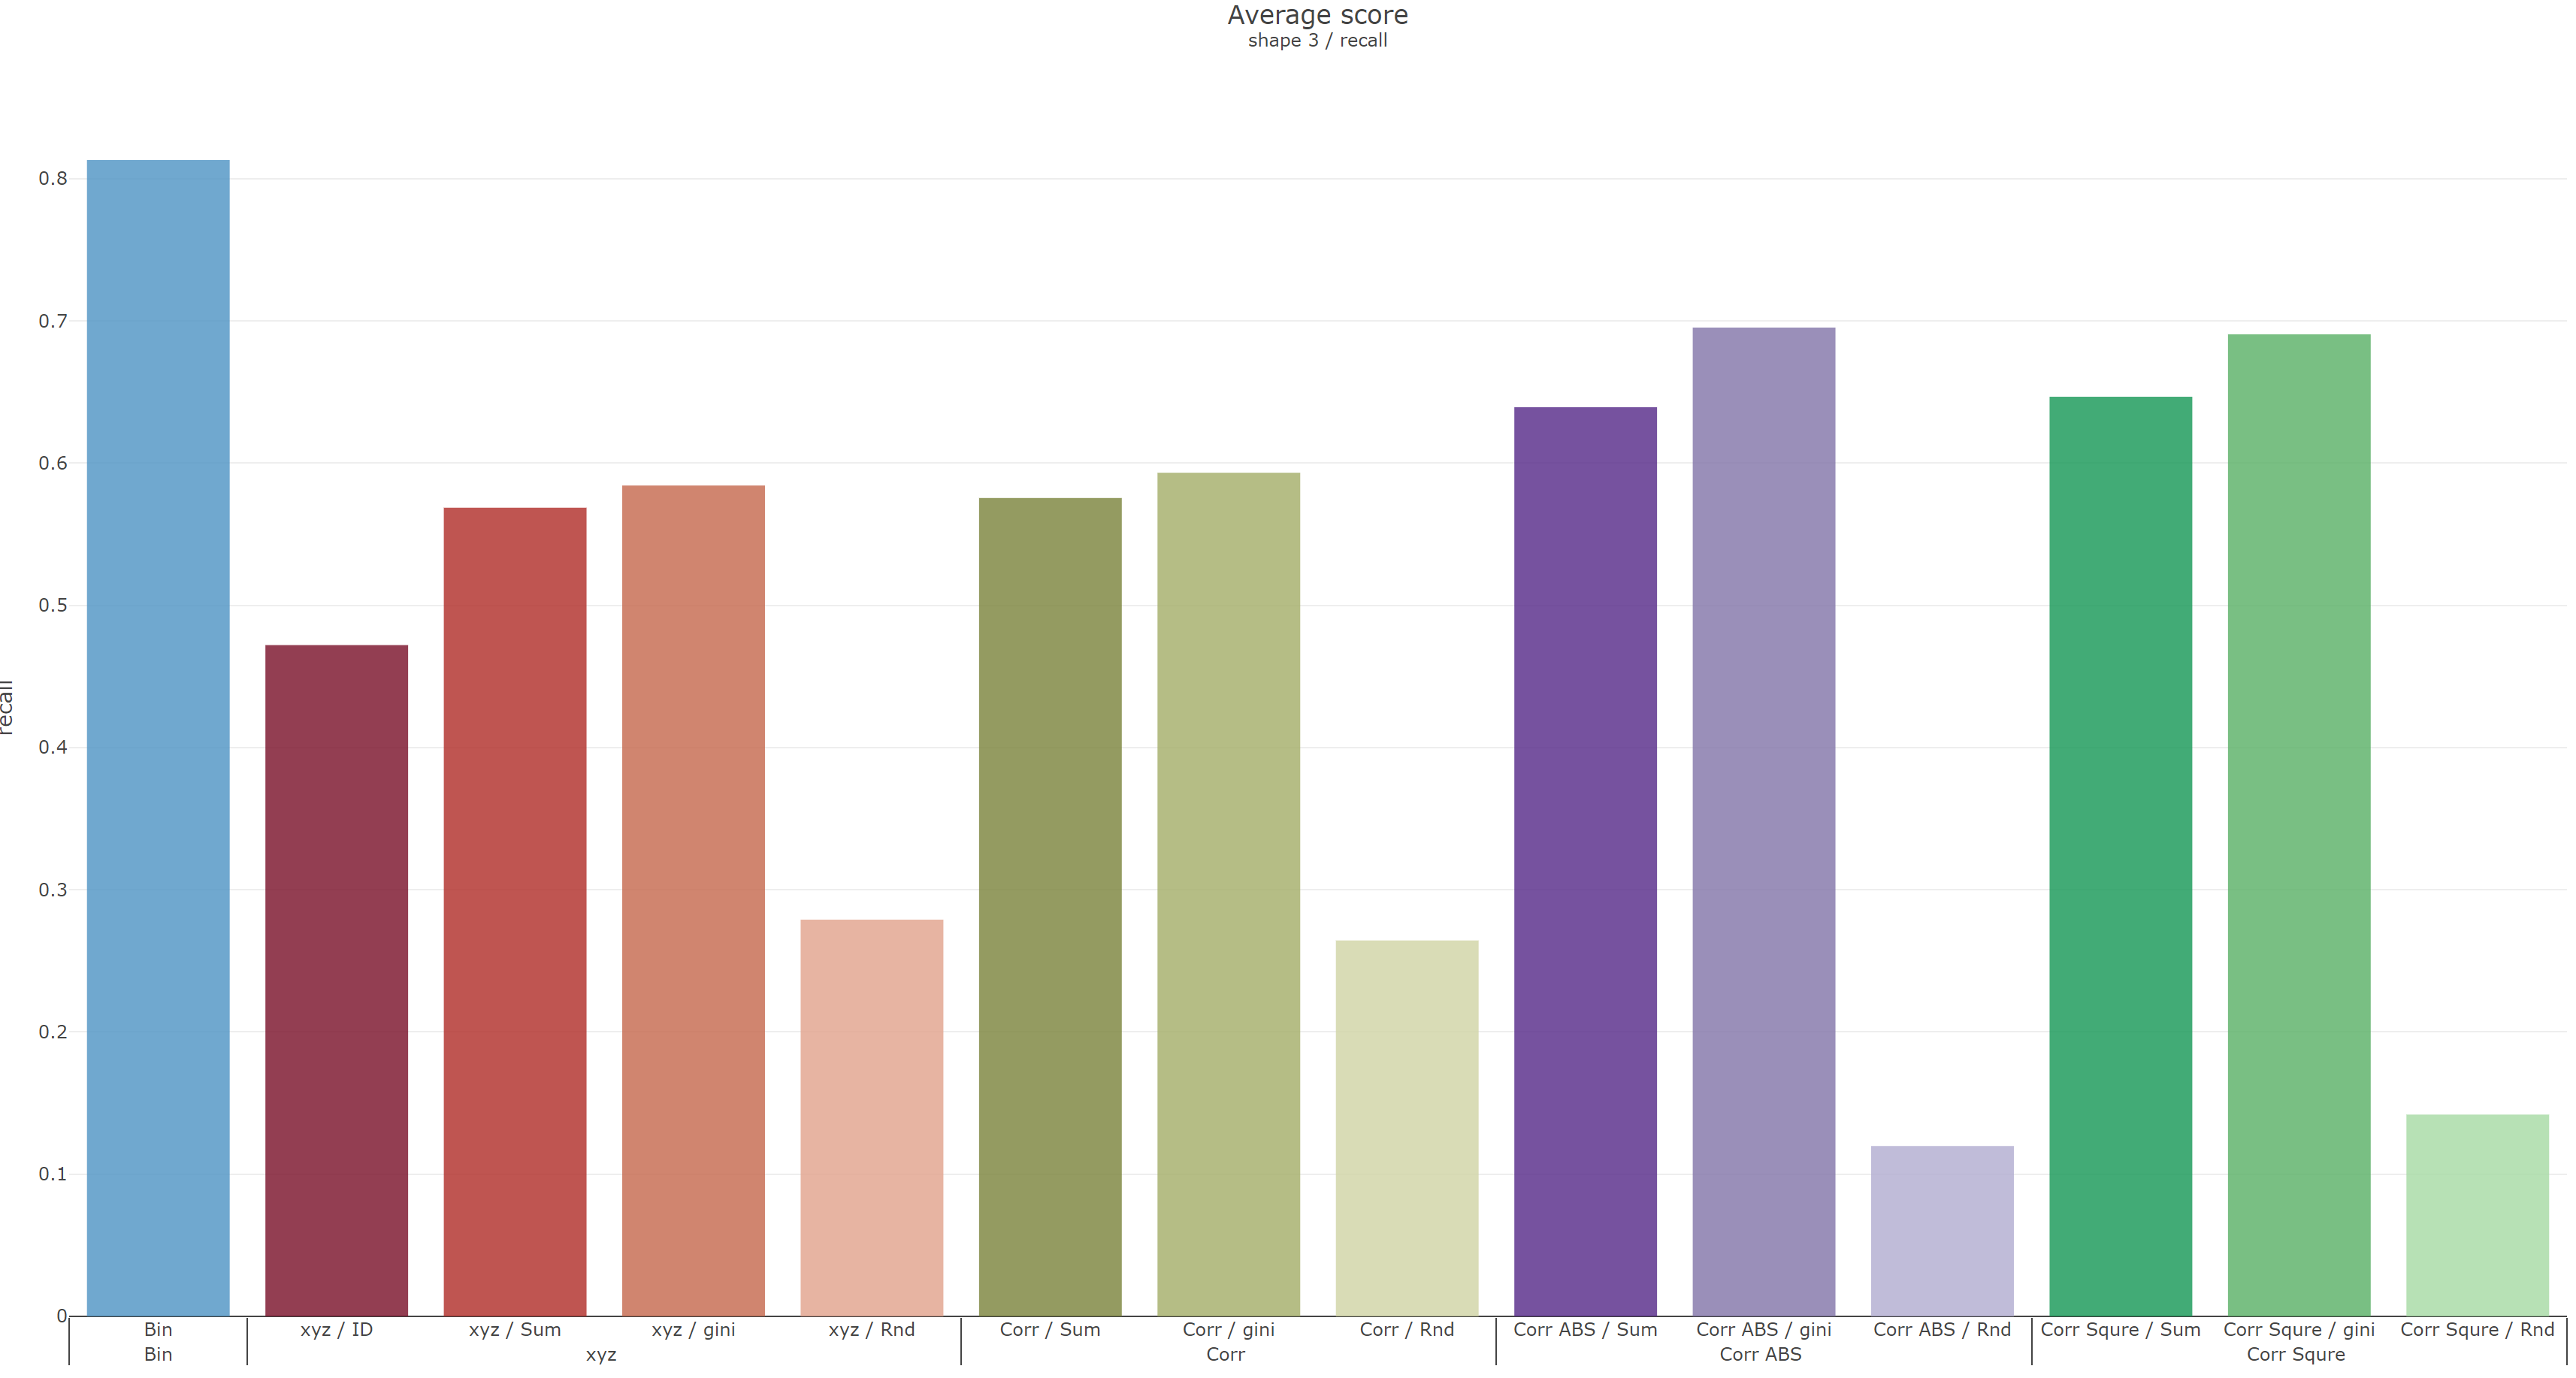 Average score
shape 3 / recall
0.8
0.7
0.6
0.5
0.4
0.3
0.2
0.1
0
recall
Bin xyz / ID xyz / Sum xyz / gini xyz / Rnd Corr / Sum Corr / gini Corr / Rnd Corr ABS / Sum Corr ABS / gini Corr ABS / Rnd Corr Squre / Sum Corr Squre / gini Corr Squre / Rnd
Bin xyz Corr Corr ABS Corr Squre